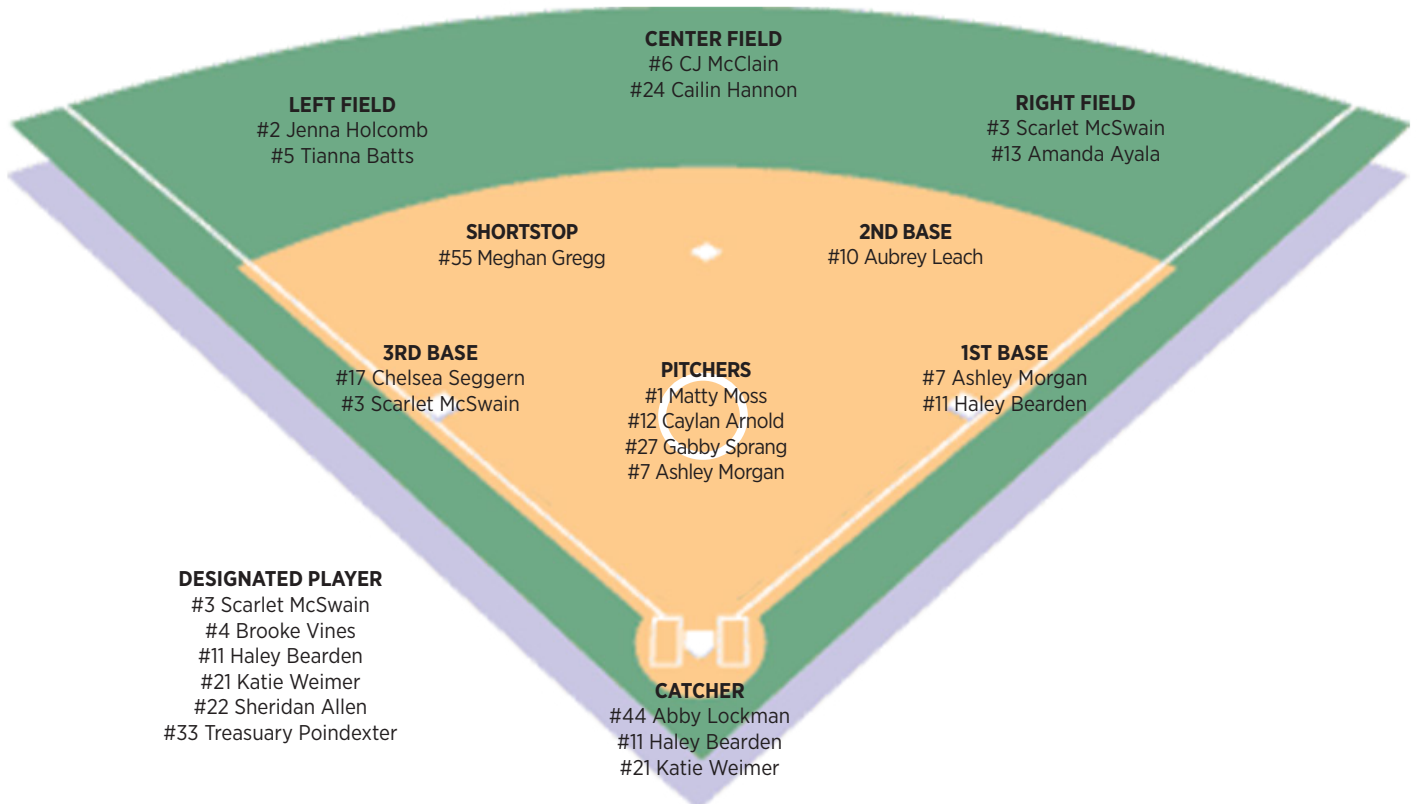 CENTER FIELD
#6 CJ McClain
#24 Cailin Hannon
LEFT FIELD
#2 Jenna Holcomb
#5 Tianna Batts
RIGHT FIELD
#3 Scarlet McSwain
#13 Amanda Ayala
SHORTSTOP
#55 Meghan Gregg
2ND BASE
#10 Aubrey Leach
3RD BASE
#17 Chelsea Seggern
#3 Scarlet McSwain
PITCHERS
#1 Matty Moss
#12 Caylan Arnold
#27 Gabby Sprang
#7 Ashley Morgan
1ST BASE
#7 Ashley Morgan
#11 Haley Bearden
DESIGNATED PLAYER
#3 Scarlet McSwain
#4 Brooke Vines
#11 Haley Bearden
#21 Katie Weimer
#22 Sheridan Allen
#33 Treasuary Poindexter
CATCHER
#44 Abby Lockman
#11 Haley Bearden
#21 Katie Weimer